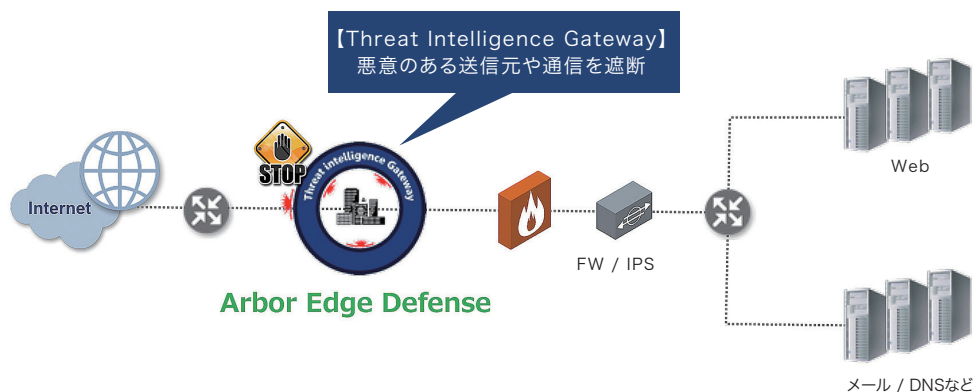 【Threat Intelligence Gateway】
悪意のある送信元や通信を遮断
STOP
Threat intelligence Gateway
Internet
Web
FW / IPS
Arbor Edge Defense
メール / DNSなど